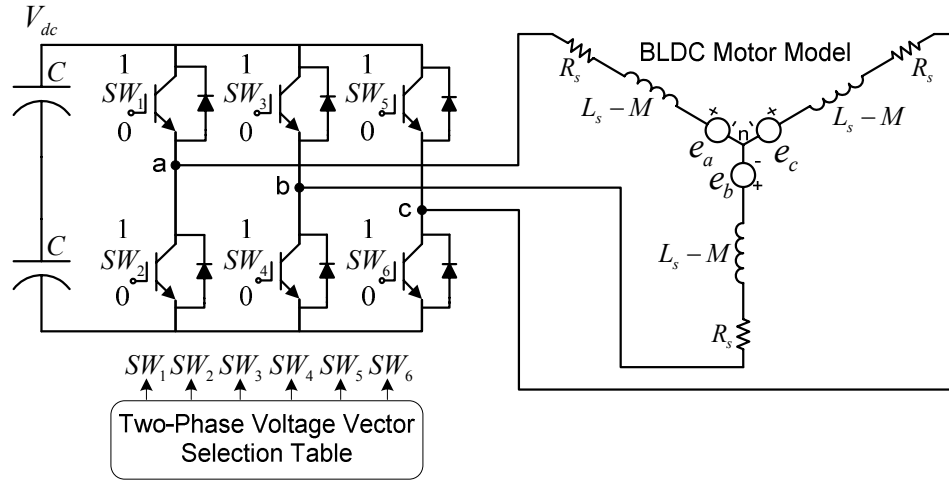 V_dc
BLDC Motor Model
C
1 1 1
SW_1 SW_3 SW_5
0 0 0
R_s R_s
L_s − M L_s − M
+ - n - +
a
e_a e_c
b
-
e_b
+
c
C
1 1 1
SW_2 SW_4 SW_6
0 0 0
L_s − M
R_s
SW_1 SW_2 SW_3 SW_4 SW_5 SW_6
Two-Phase Voltage Vector
Selection Table